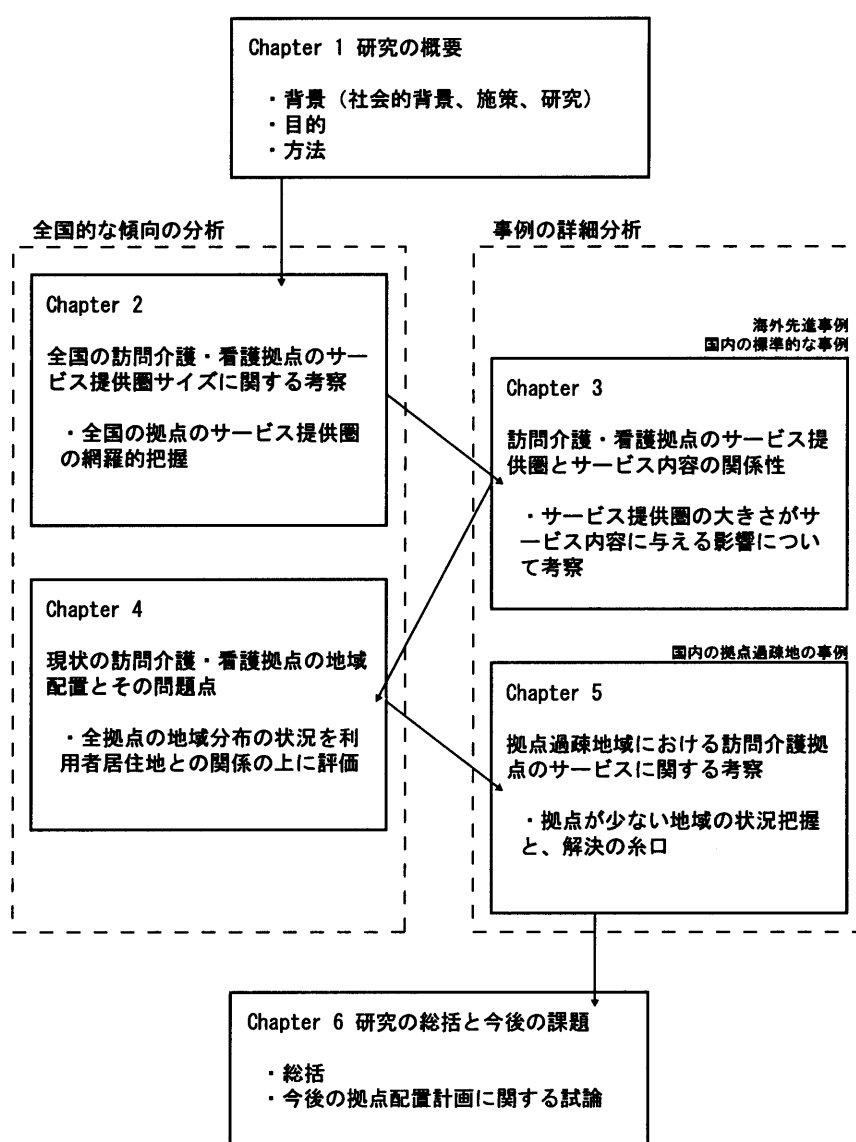 Chapter 1 研究の概要
・背景（社会的背景、施策、研究）
・目的
・方法
全国的な傾向の分析
Chapter 2
全国の訪問介護・看護拠点のサー
ビス提供圏サイズに関する考察
・全国の拠点のサービス提供圏
の網羅的把握
事例の詳細分析
海外先進事例
国内の標準的な事例
Chapter 3
訪問介護・看護拠点のサービス提
供圏とサービス内容の関係性
・サービス提供圏の大きさがサ
ービス内容に与える影響につい
て考察
Chapter 4
現状の訪問介護・看護拠点の地域
配置とその問題点
・全拠点の地域分布の状況を利
用者居住地との関係の上に評価
国内の拠点過疎地の事例
Chapter 5
拠点過疎地域における訪問介護拠
点のサービスに関する考察
・拠点が少ない地域の状況把握
と、解決の糸口
Chapter 6 研究の総括と今後の課題
・総括
・今後の拠点配置計画に関する試論